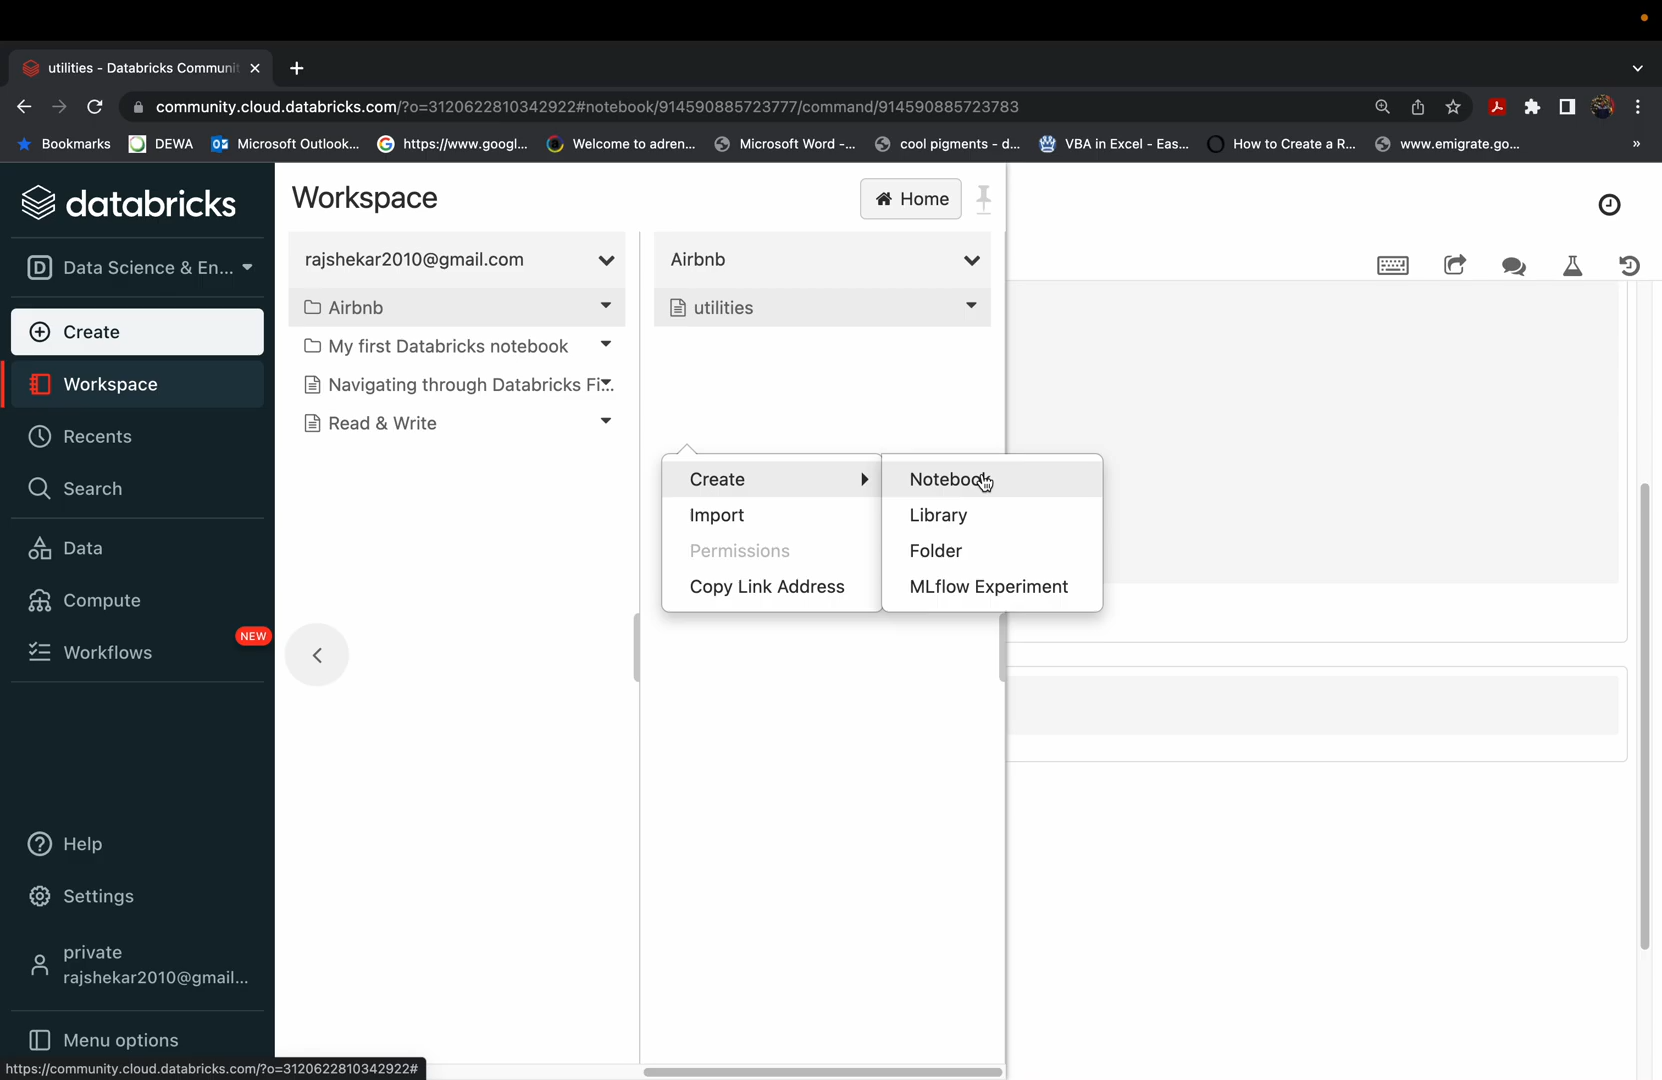 utilities - Databricks Communit
community.cloud.databricks.com/?o=3120622810342922#notebook/914590885723777/command/914590885723783
Bookmarks DEWA Microsoft Outlook... https://www.googl... Welcome to adren... Microsoft Word -... cool pigments - d... VBA in Excel - Eas... How to Create a R... www.emigrate.go... »
databricks
D Data Science & En...
Create
Workspace
Recents
Search
Data
Compute
NEW
Workflows
Help
Settings
private
rajshekar2010@gmail...
Menu options
https://community.cloud.databricks.com/?o=3120622810342922#
Workspace
Home
rajshekar2010@gmail.com
Airbnb
My first Databricks notebook
Navigating through Databricks Fi...
Read & Write
Airbnb
utilities
Create
Import
Permissions
Copy Link Address
Notebook
Library
Folder
MLflow Experiment